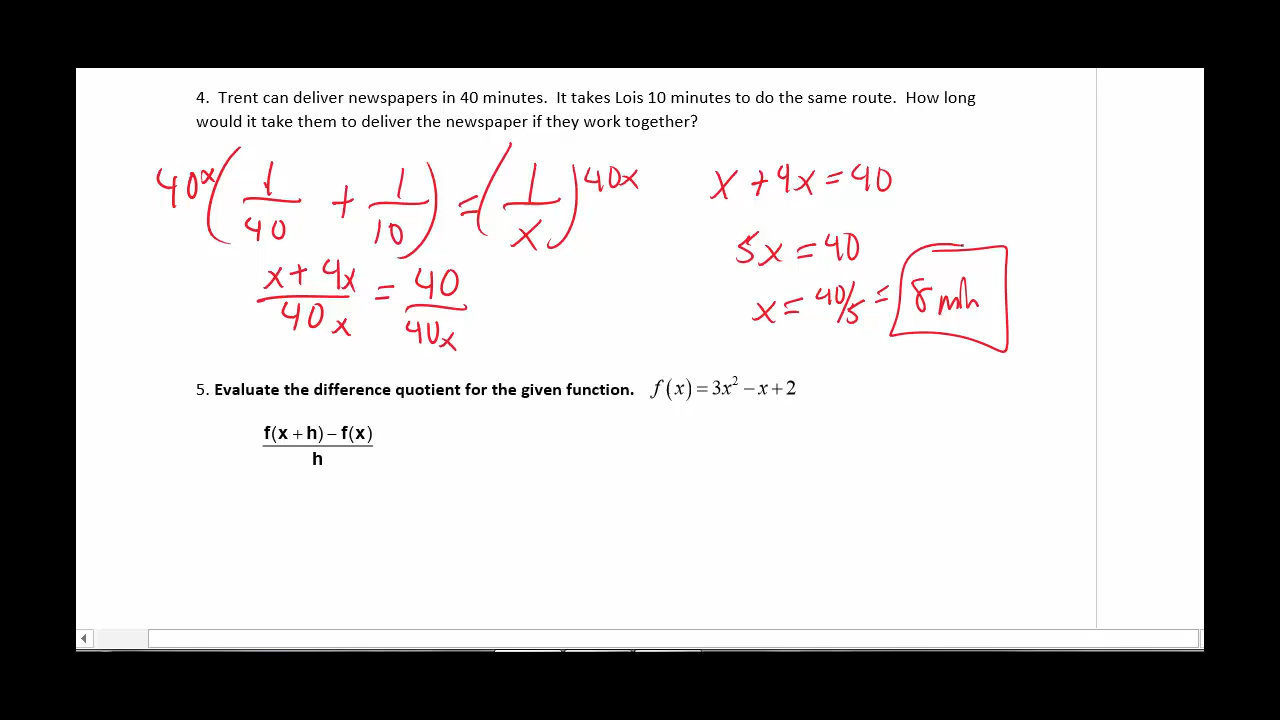 4. Trent can deliver newspapers in 40 minutes. It takes Lois 10 minutes to do the same route. How long
would it take them to deliver the newspaper if they work together?
40x(1/40 + 1/10) = (1/x)40x
(x + 4x)/40x = 40/40x
x + 4x = 40
5x = 40
x = 40/5 = 8 min
5. Evaluate the difference quotient for the given function. f(x) = 3x² − x + 2
f(x + h) − f(x)
h